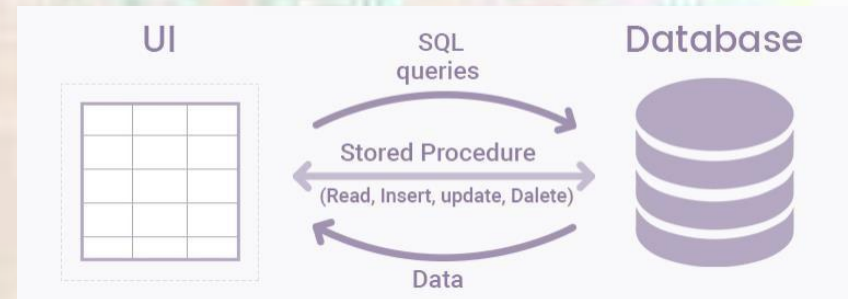 UI
SQL
queries
Database
Stored Procedure
(Read, Insert, update, Dalete)
Data